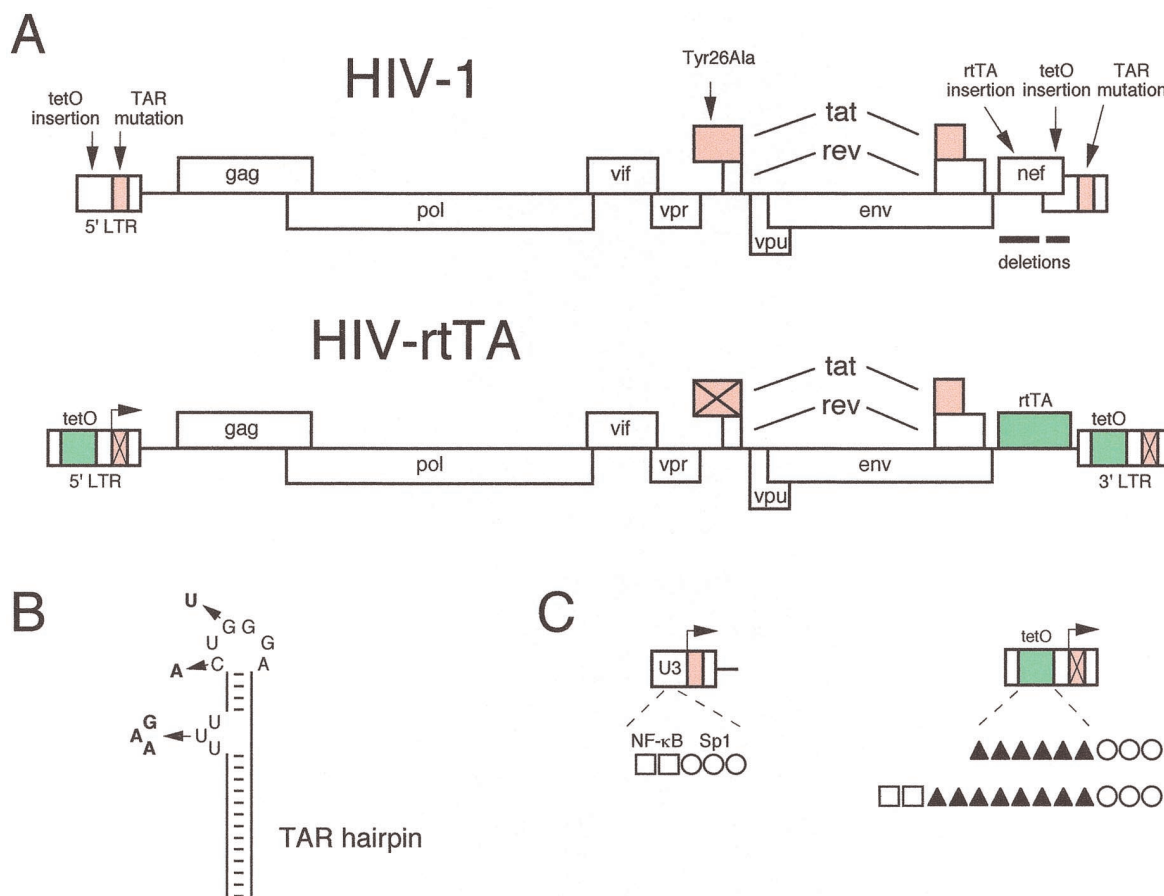 A
HIV-1
tetO
insertion
TAR
mutation
Tyr26Ala
rtTA
insertion
tetO
insertion
TAR
mutation
tat
rev
gag
vif
nef
pol
vpr
env
vpu
5' LTR
deletions
HIV-rtTA
tetO
tat
rev
rtTA
tetO
gag
vif
pol
vpr
env
vpu
5' LTR
3' LTR
B
U
G G G
U G
A C A
G
A A
A
U
U
U
TAR hairpin
C
U3
NF-κB Sp1
tetO